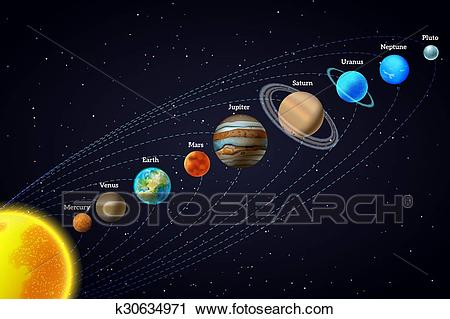 Pluto
Neptune
Uranus
Saturn
Jupiter
Mars
Earth
Venus
Mercury
© FOTOSEARCH®
k30634971 www.fotosearch.com